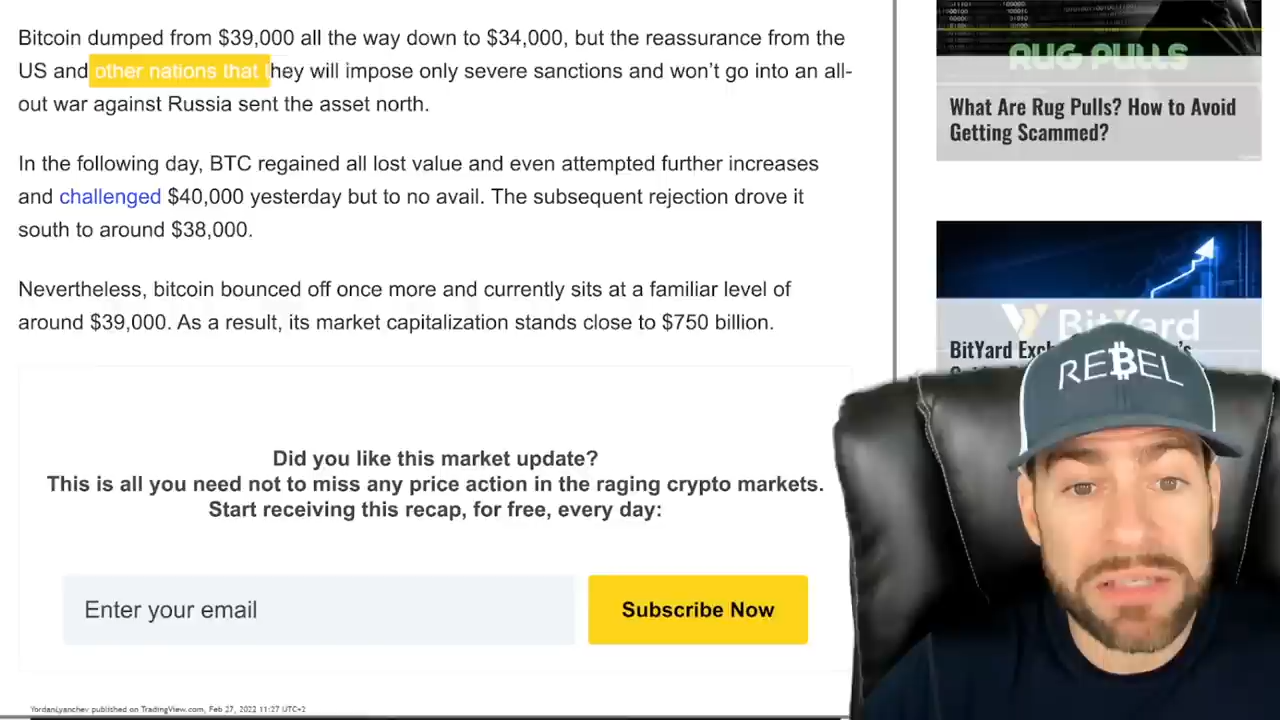 Bitcoin dumped from $39,000 all the way down to $34,000, but the reassurance from the
US and other nations that they will impose only severe sanctions and won't go into an all-
out war against Russia sent the asset north.
In the following day, BTC regained all lost value and even attempted further increases
and challenged $40,000 yesterday but to no avail. The subsequent rejection drove it
south to around $38,000.
Nevertheless, bitcoin bounced off once more and currently sits at a familiar level of
around $39,000. As a result, its market capitalization stands close to $750 billion.
Did you like this market update?
This is all you need not to miss any price action in the raging crypto markets.
Start receiving this recap, for free, every day:
Enter your email
Subscribe Now
YordanLyanchev published on TradingView.com, Feb 27, 2022 11:27 UTC+2
RUG PULLS
What Are Rug Pulls? How to Avoid
Getting Scammed?
BitYard
BitYard
REBEL